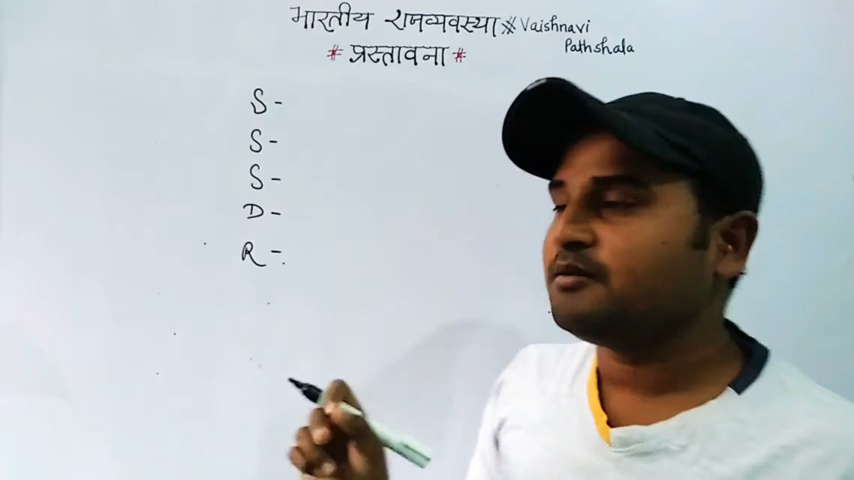 भारतीय राजव्यवस्था # Vaishnavi
Pathshala
# प्रस्तावना #
S -
S -
S -
D -
R -